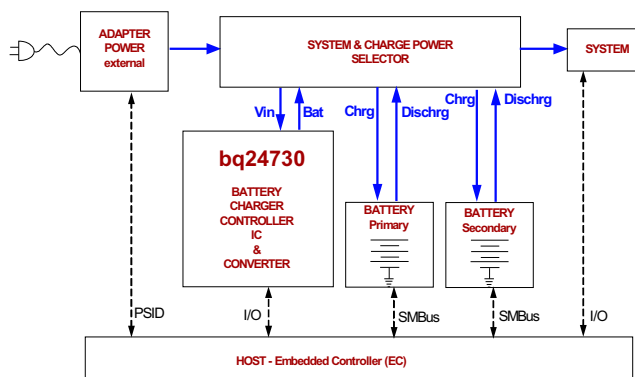 ADAPTER
POWER
external
SYSTEM & CHARGE POWER
SELECTOR
SYSTEM
Vin
Bat
Chrg
Dischrg
Chrg
Dischrg
bq24730
BATTERY
CHARGER
CONTROLLER
IC
&
CONVERTER
BATTERY
Primary
BATTERY
Secondary
PSID
I/O
SMBus
SMBus
I/O
HOST - Embedded Controller (EC)